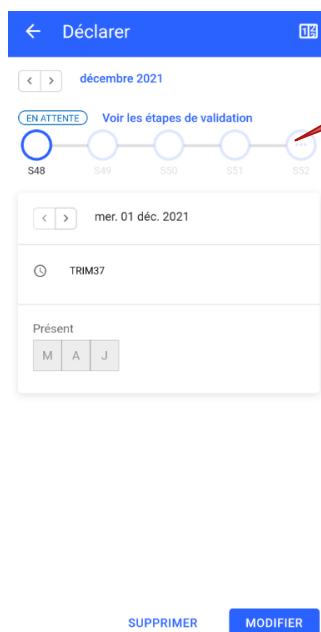 Déclarer
décembre 2021
EN ATTENTE Voir les étapes de validation
S48 S49 S50 S51 S52
mer. 01 déc. 2021
TRIM37
Présent
M A J
SUPPRIMER MODIFIER